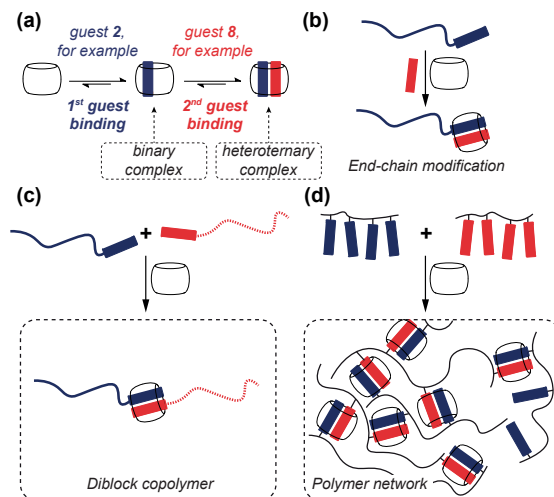 (a)
guest 2,
for example
guest 8,
for example
1st guest
binding
2nd guest
binding
binary
complex
heteroternary
complex
(b)
End-chain modification
(c)
+
Diblock copolymer
(d)
+
Polymer network